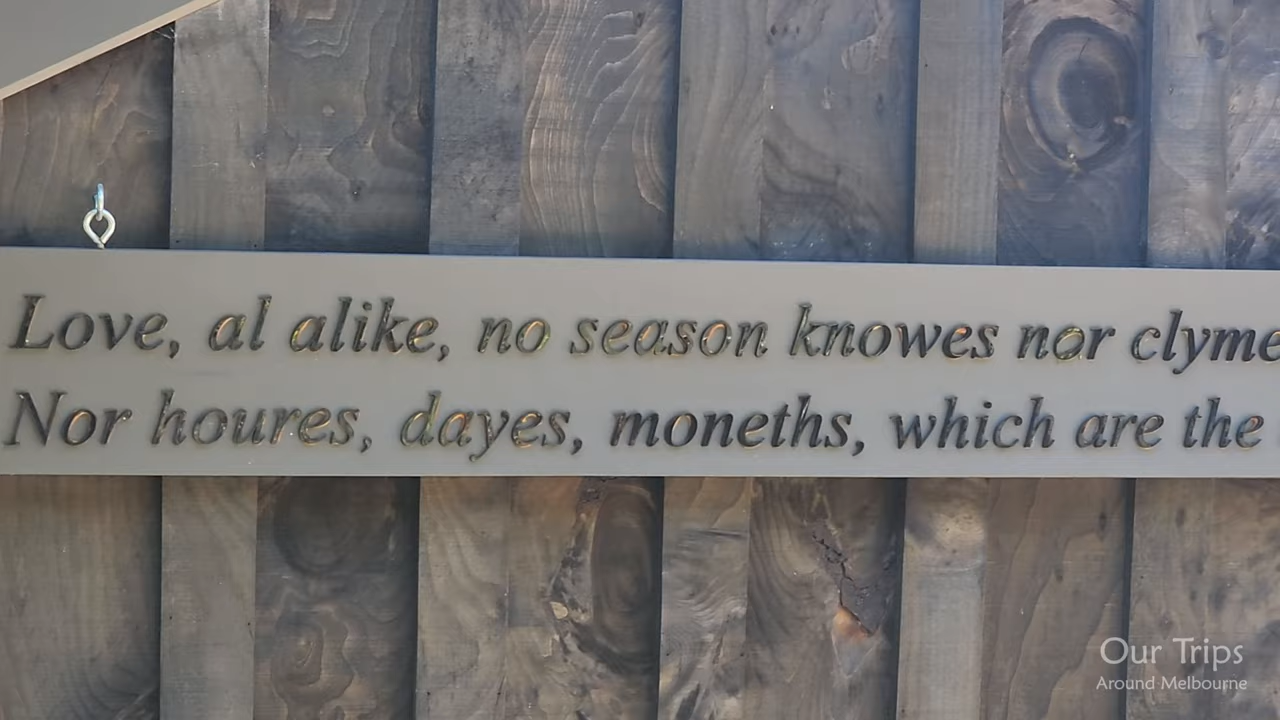 Love, al alike, no season knowes nor clyme
Nor houres, dayes, moneths, which are the
Our Trips
Around Melbourne